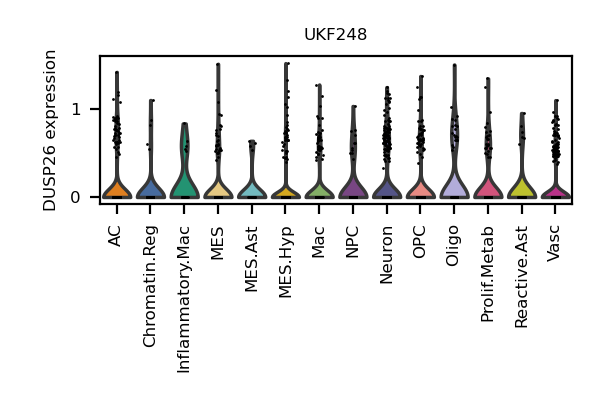 UKF248
DUSP26 expression
1
0
AC
Chromatin.Reg
Inflammatory.Mac
MES
MES.Ast
MES.Hyp
Mac
NPC
Neuron
OPC
Oligo
Prolif.Metab
Reactive.Ast
Vasc